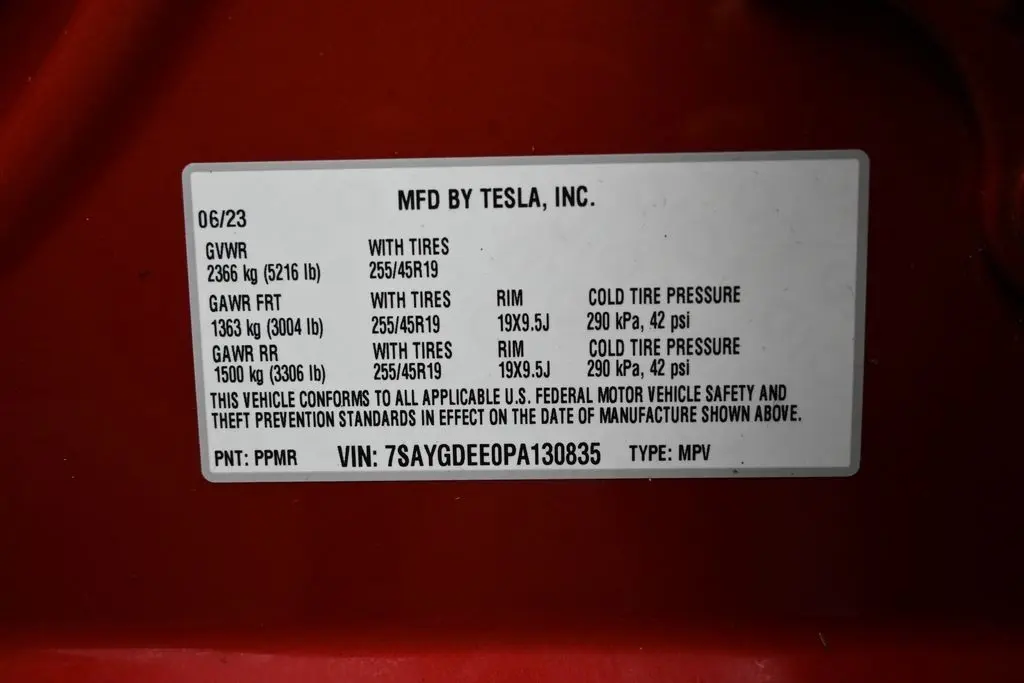 MFD BY TESLA, INC.
06/23
GVWR WITH TIRES
2366 kg (5216 lb) 255/45R19
GAWR FRT WITH TIRES RIM COLD TIRE PRESSURE
1363 kg (3004 lb) 255/45R19 19X9.5J 290 kPa, 42 psi
GAWR RR WITH TIRES RIM COLD TIRE PRESSURE
1500 kg (3306 lb) 255/45R19 19X9.5J 290 kPa, 42 psi
THIS VEHICLE CONFORMS TO ALL APPLICABLE U.S. FEDERAL MOTOR VEHICLE SAFETY AND
THEFT PREVENTION STANDARDS IN EFFECT ON THE DATE OF MANUFACTURE SHOWN ABOVE.
PNT: PPMR VIN: 7SAYGDEE0PA130835 TYPE: MPV